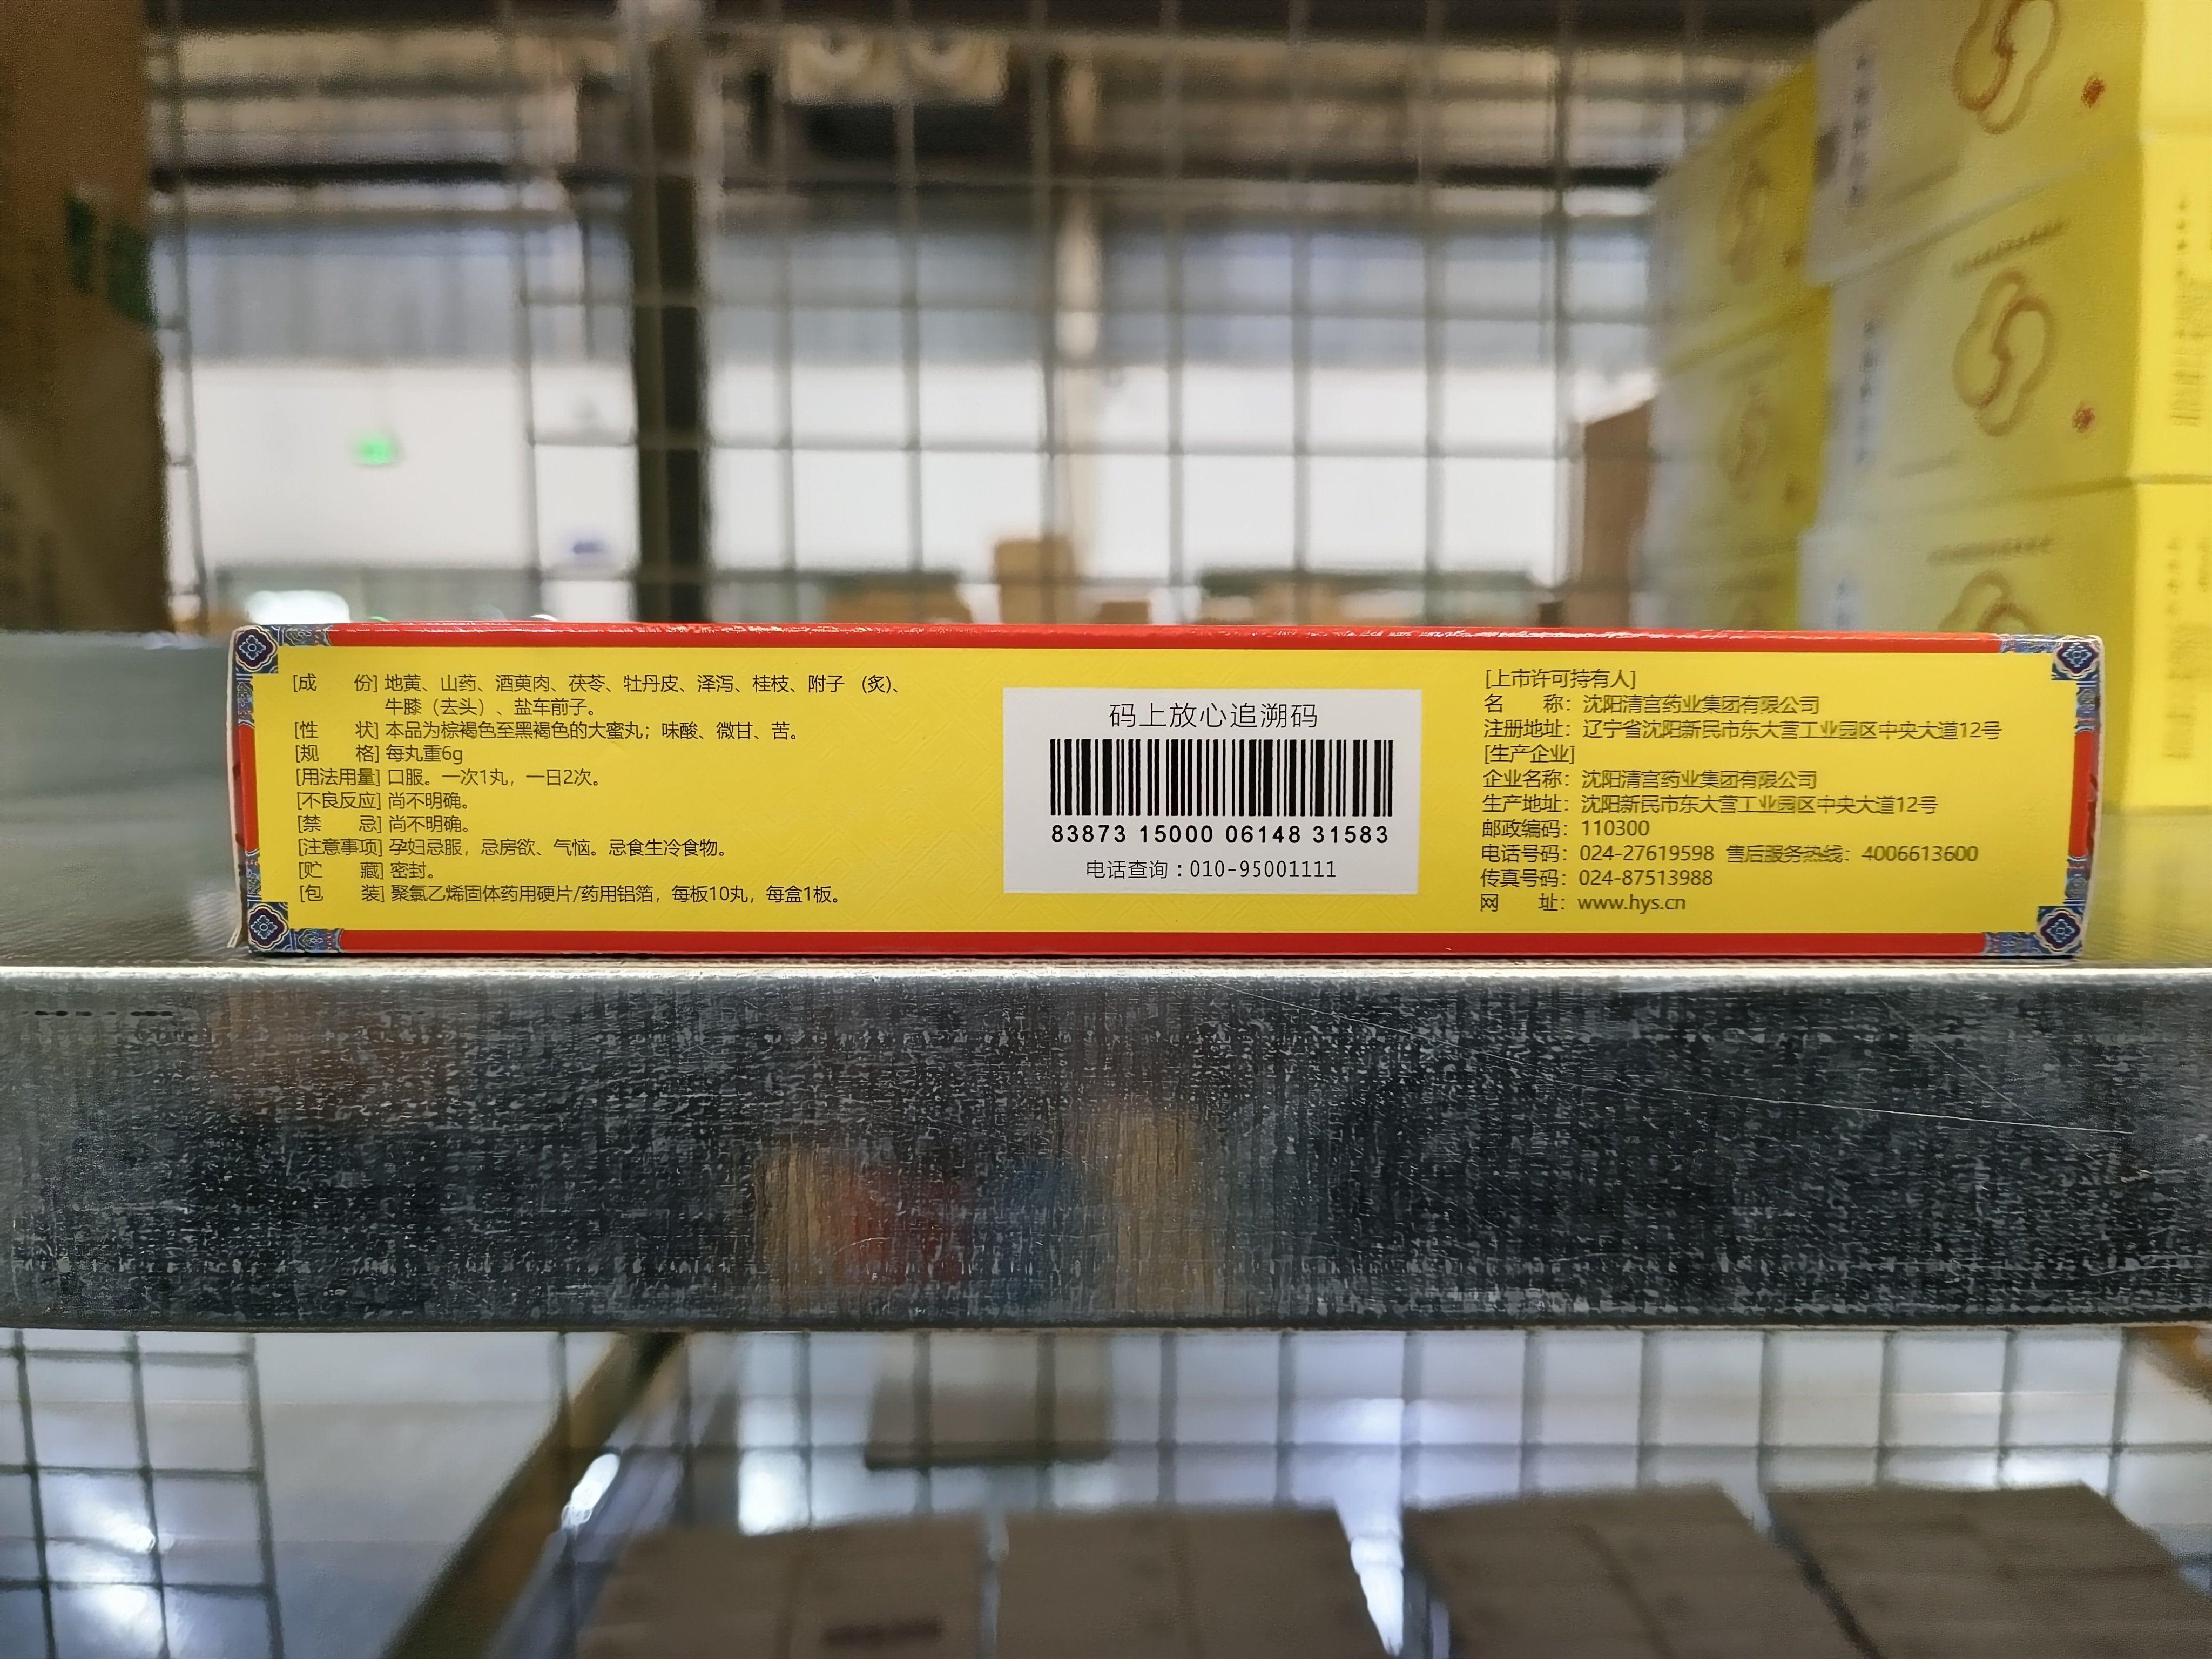 [成　份] 地黄、山药、酒萸肉、茯苓、牡丹皮、泽泻、桂枝、附子 (炙)、
牛膝（去头）、盐车前子。
[性　状] 本品为棕褐色至黑褐色的大蜜丸；味酸、微甘、苦。
[规　格] 每丸重6g
[用法用量] 口服。一次1丸，一日2次。
[不良反应] 尚不明确。
[禁　忌] 尚不明确。
[注意事项] 孕妇忌服，忌房欲、气恼。忌食生冷食物。
[贮　藏] 密封。
[包　装] 聚氯乙烯固体药用硬片/药用铝箔，每板10丸，每盒1板。
码上放心追溯码
83873 15000 06148 31583
电话查询：010-95001111
[上市许可持有人]
名　称：沈阳清宫药业集团有限公司
注册地址：辽宁省沈阳新民市东大营工业园区中央大道12号
[生产企业]
企业名称：沈阳清宫药业集团有限公司
生产地址：沈阳新民市东大营工业园区中央大道12号
邮政编码：110300
电话号码：024-27619598 售后服务热线：4006613600
传真号码：024-87513988
网　址：www.hys.cn